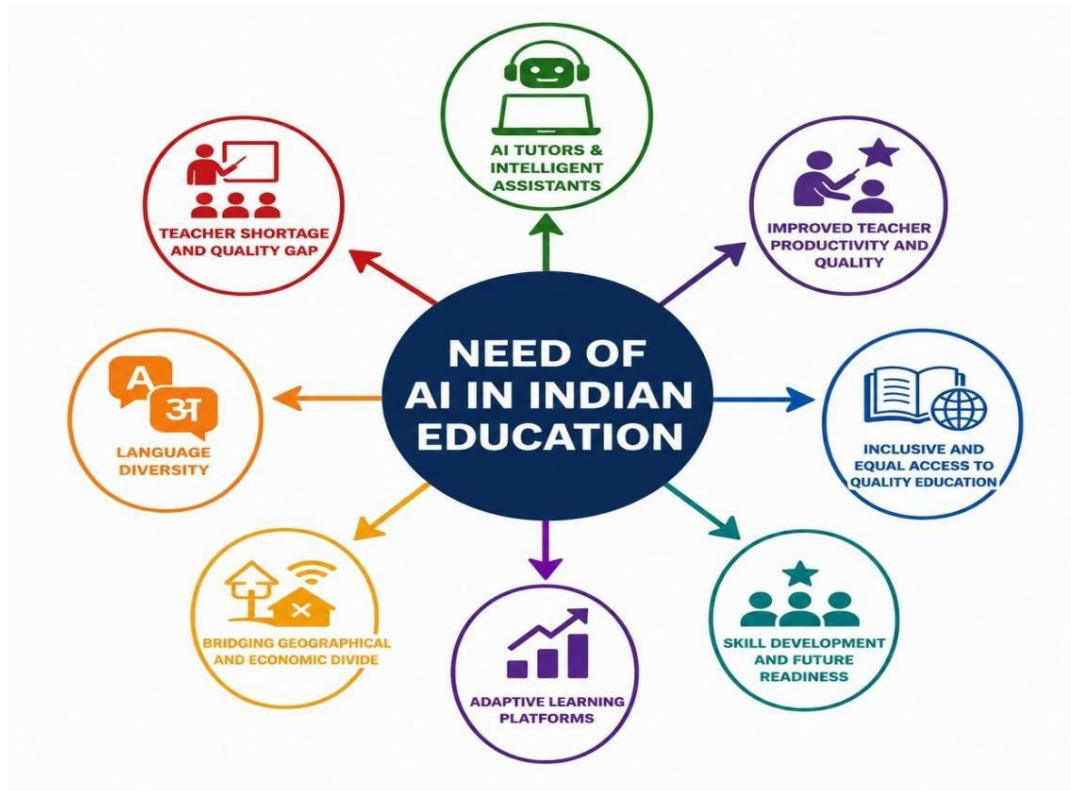 NEED OF
AI IN INDIAN
EDUCATION
AI TUTORS &
INTELLIGENT
ASSISTANTS
IMPROVED TEACHER
PRODUCTIVITY AND
QUALITY
INCLUSIVE AND
EQUAL ACCESS TO
QUALITY EDUCATION
SKILL DEVELOPMENT
AND FUTURE
READINESS
ADAPTIVE LEARNING
PLATFORMS
BRIDGING GEOGRAPHICAL
AND ECONOMIC DIVIDE
A
अ
LANGUAGE
DIVERSITY
TEACHER SHORTAGE
AND QUALITY GAP